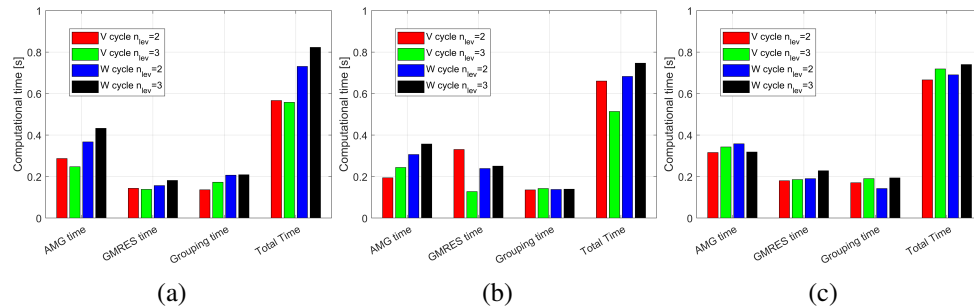 Computational time [s]
1
0.8
0.6
0.4
0.2
0
V cycle n_lev=2
V cycle n_lev=3
W cycle n_lev=2
W cycle n_lev=3
AMG time
GMRES time
Grouping time
Total Time
(a)
Computational time [s]
1
0.8
0.6
0.4
0.2
0
V cycle n_lev=2
V cycle n_lev=3
W cycle n_lev=2
W cycle n_lev=3
AMG time
GMRES time
Grouping time
Total Time
(b)
Computational time [s]
1
0.8
0.6
0.4
0.2
0
V cycle n_lev=2
V cycle n_lev=3
W cycle n_lev=2
W cycle n_lev=3
AMG time
GMRES time
Grouping time
Total Time
(c)